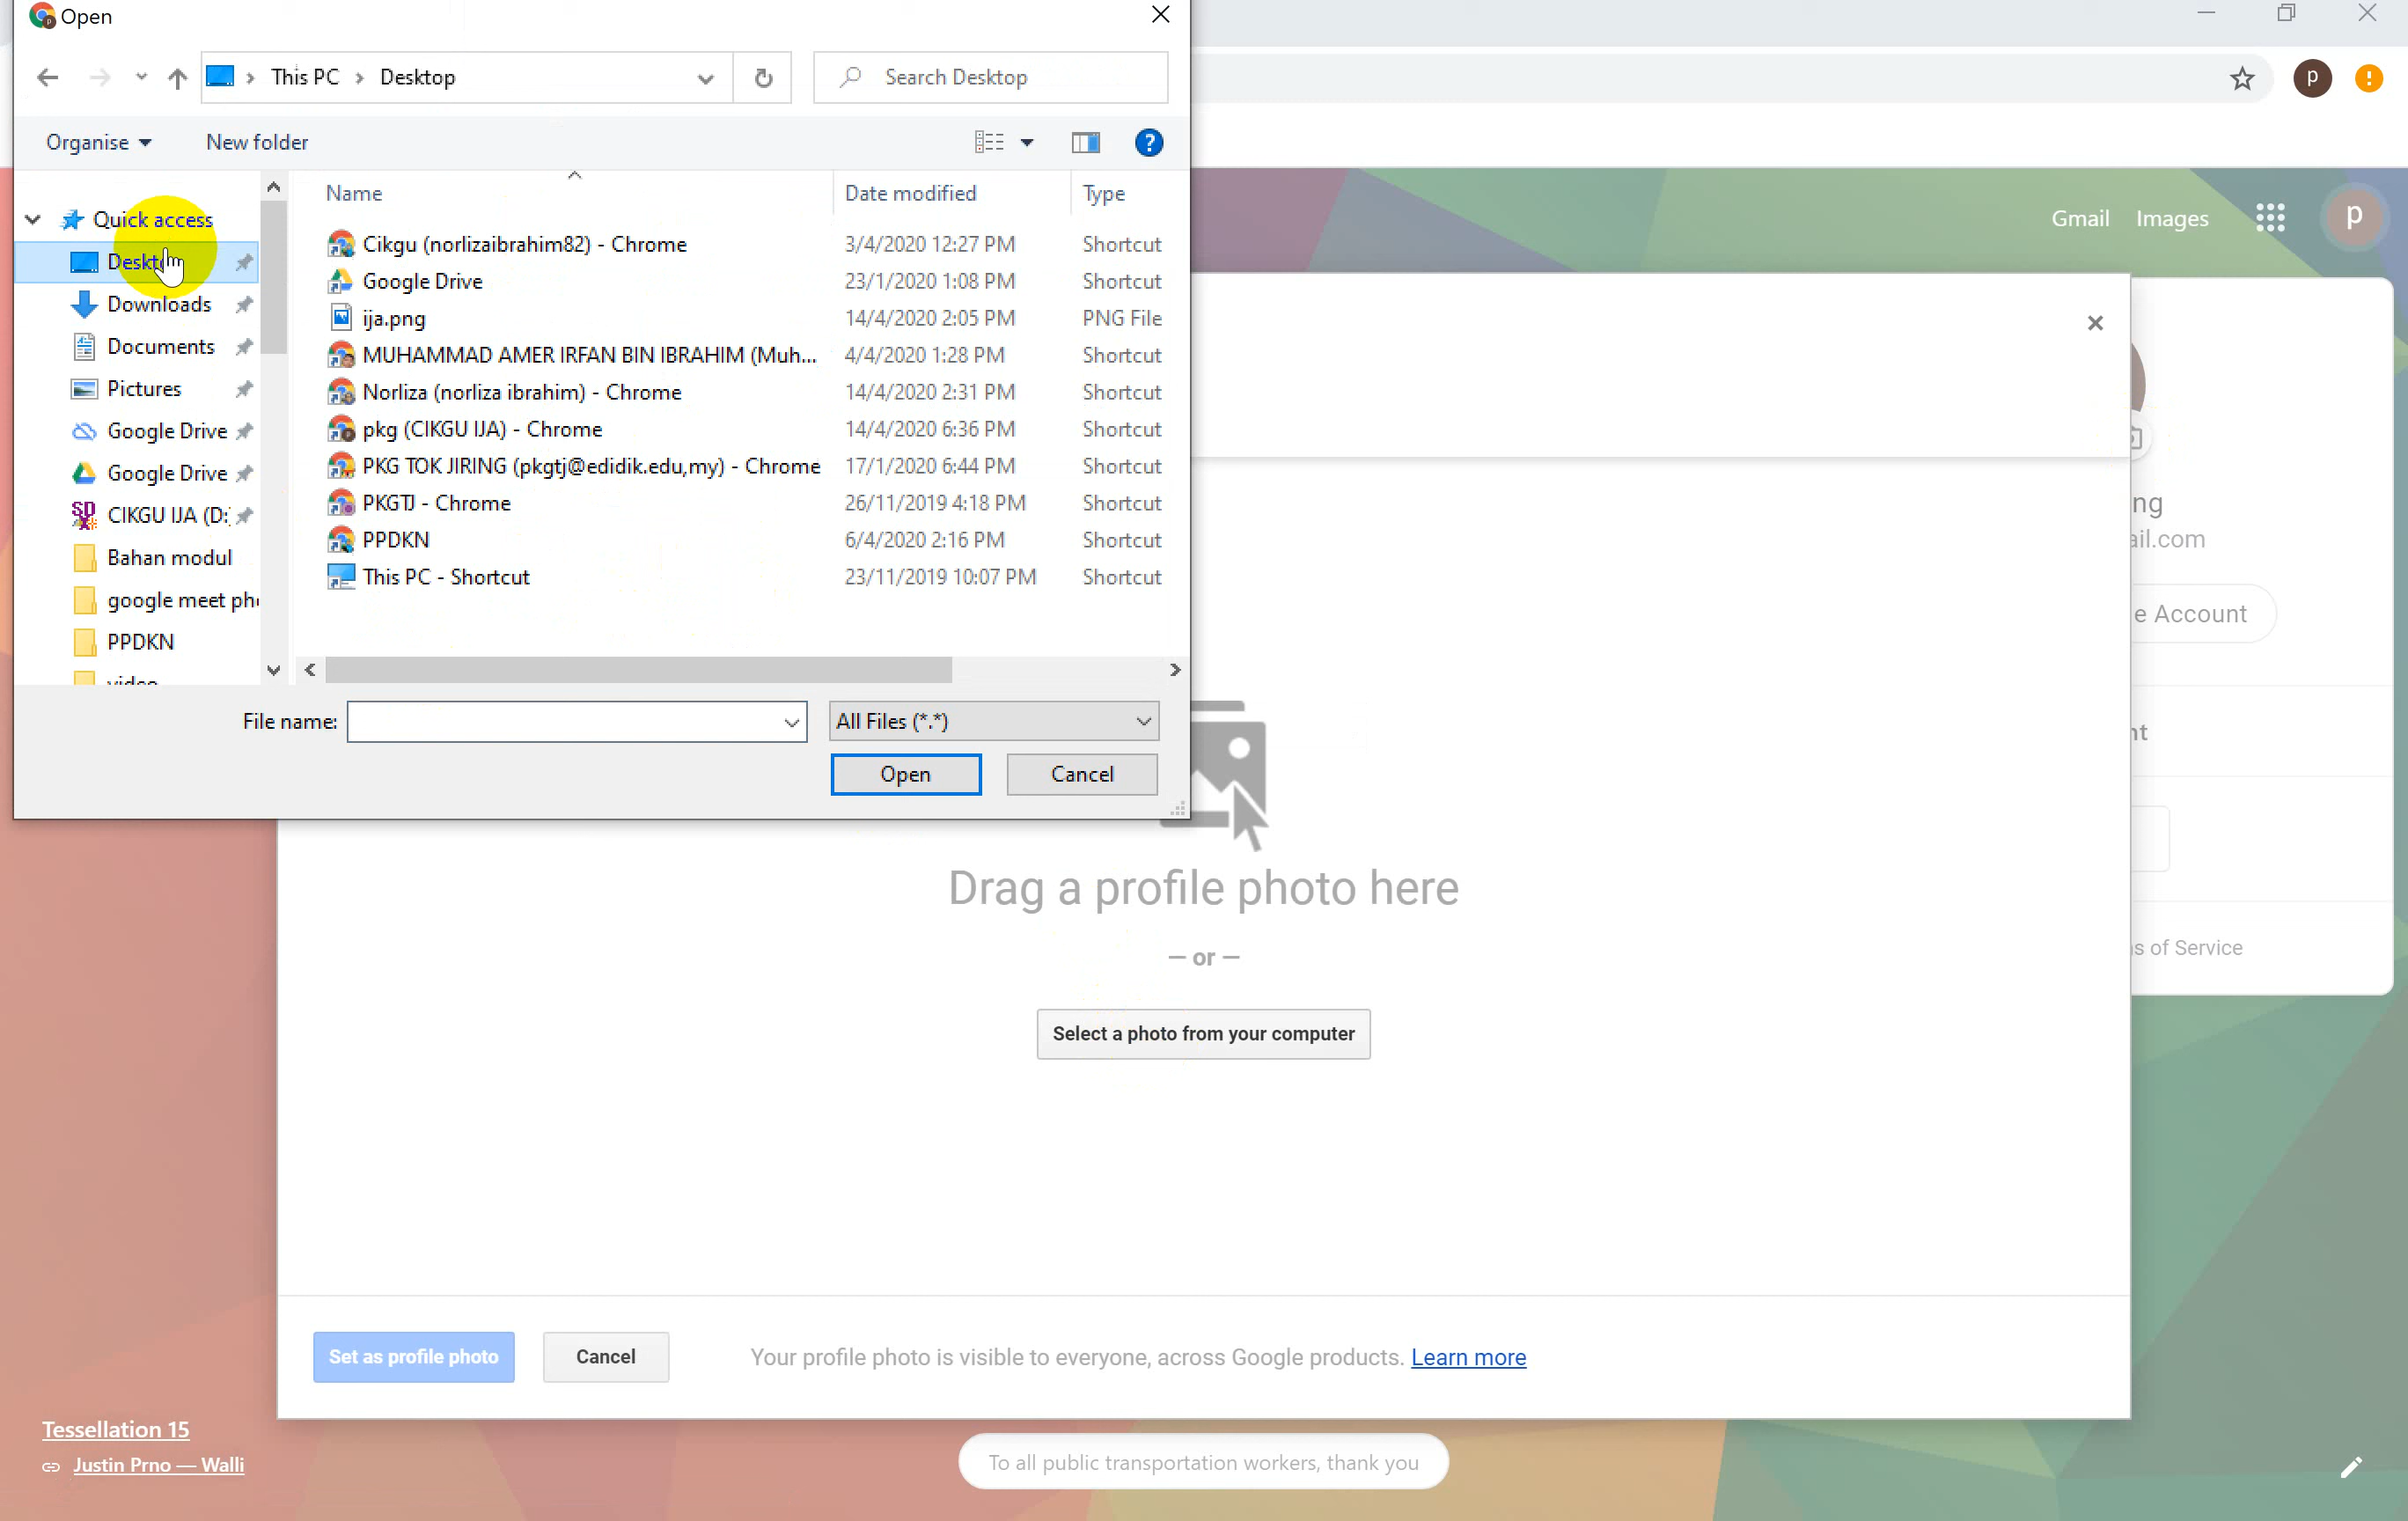 Open
This PC > Desktop
Search Desktop
Organise
New folder
Name
Date modified
Type
Quick access
Desktop
Downloads
Documents
Pictures
Google Drive
Google Drive
CIKGU IJA (D:)
Bahan modul
google meet ph
PPDKN
video
Cikgu (norlizaibrahim82) - Chrome 3/4/2020 12:27 PM Shortcut
Google Drive 23/1/2020 1:08 PM Shortcut
ija.png 14/4/2020 2:05 PM PNG File
MUHAMMAD AMER IRFAN BIN IBRAHIM (Muh... 4/4/2020 1:28 PM Shortcut
Norliza (norliza ibrahim) - Chrome 14/4/2020 2:31 PM Shortcut
pkg (CIKGU IJA) - Chrome 14/4/2020 6:36 PM Shortcut
PKG TOK JIRING (pkgtj@edidik.edu,my) - Chrome 17/1/2020 6:44 PM Shortcut
PKGTJ - Chrome 26/11/2019 4:18 PM Shortcut
PPDKN 6/4/2020 2:16 PM Shortcut
This PC - Shortcut 23/11/2019 10:07 PM Shortcut
File name:
All Files (*.*)
Open
Cancel
p
Gmail
Images
p
ng
ail.com
e Account
nt
s of Service
Drag a profile photo here
— or —
Select a photo from your computer
Set as profile photo
Cancel
Your profile photo is visible to everyone, across Google products. Learn more
Tessellation 15
Justin Prno — Walli
To all public transportation workers, thank you